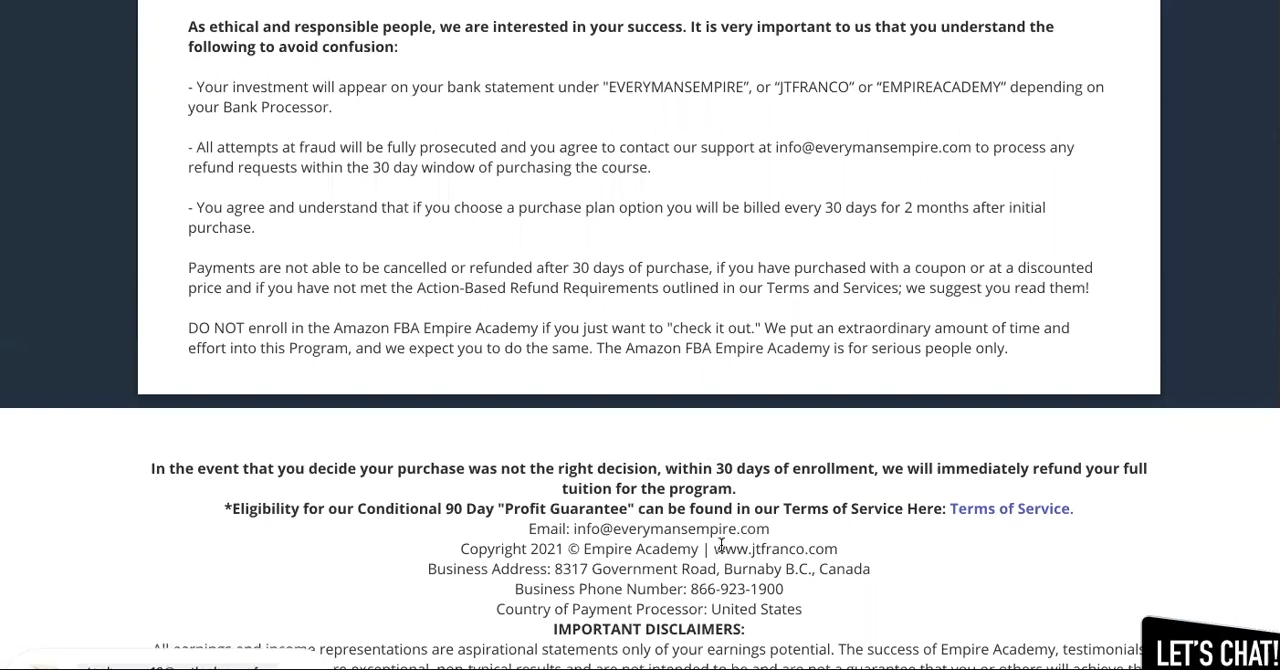 As ethical and responsible people, we are interested in your success. It is very important to us that you understand the
following to avoid confusion:
- Your investment will appear on your bank statement under "EVERYMANSEMPIRE”, or “JTFRANCO” or “EMPIREACADEMY” depending on
your Bank Processor.
- All attempts at fraud will be fully prosecuted and you agree to contact our support at info@everymansempire.com to process any
refund requests within the 30 day window of purchasing the course.
- You agree and understand that if you choose a purchase plan option you will be billed every 30 days for 2 months after initial
purchase.
Payments are not able to be cancelled or refunded after 30 days of purchase, if you have purchased with a coupon or at a discounted
price and if you have not met the Action-Based Refund Requirements outlined in our Terms and Services; we suggest you read them!
DO NOT enroll in the Amazon FBA Empire Academy if you just want to "check it out." We put an extraordinary amount of time and
effort into this Program, and we expect you to do the same. The Amazon FBA Empire Academy is for serious people only.
In the event that you decide your purchase was not the right decision, within 30 days of enrollment, we will immediately refund your full
tuition for the program.
*Eligibility for our Conditional 90 Day "Profit Guarantee" can be found in our Terms of Service Here: Terms of Service.
Email: info@everymansempire.com
Copyright 2021 © Empire Academy | www.jtfranco.com
Business Address: 8317 Government Road, Burnaby B.C., Canada
Business Phone Number: 866-923-1900
Country of Payment Processor: United States
IMPORTANT DISCLAIMERS:
All earnings and income representations are aspirational statements only of your earnings potential. The success of Empire Academy, testimonials
LET'S CHAT!